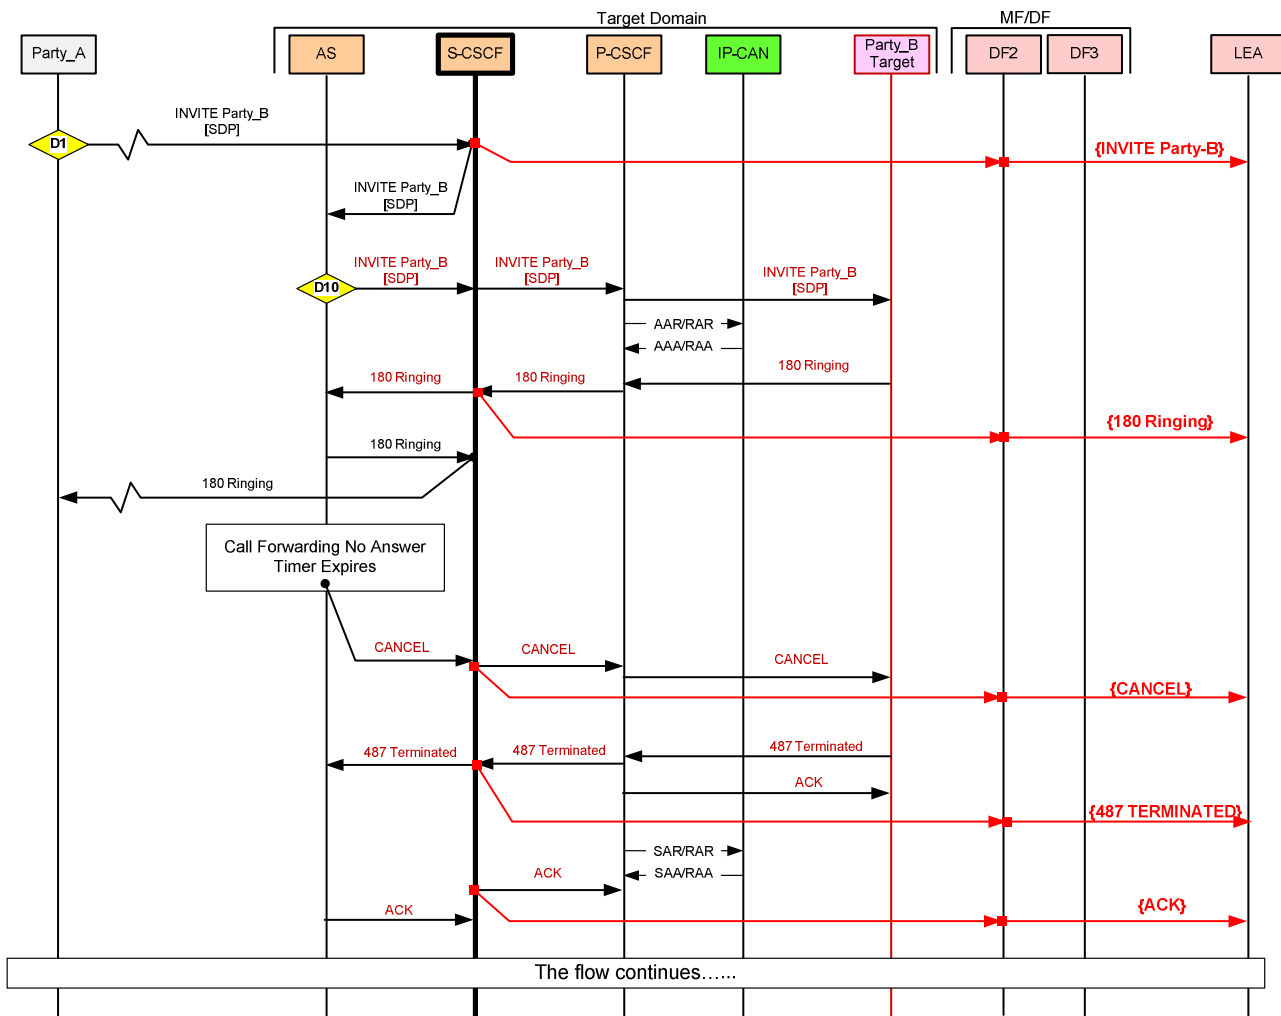 Target Domain
MF/DF
Party_A
AS
S-CSCF
P-CSCF
IP-CAN
Party_B
Target
DF2
DF3
LEA
INVITE Party_B
[SDP]
D1
{INVITE Party-B}
INVITE Party_B
[SDP]
INVITE Party_B
[SDP]
INVITE Party_B
[SDP]
INVITE Party_B
[SDP]
D10
AAR/RAR
AAA/RAA
180 Ringing
180 Ringing
180 Ringing
{180 Ringing}
180 Ringing
180 Ringing
Call Forwarding No Answer
Timer Expires
CANCEL
CANCEL
CANCEL
{CANCEL}
487 Terminated
487 Terminated
487 Terminated
ACK
{487 TERMINATED}
SAR/RAR
SAA/RAA
ACK
ACK
{ACK}
The flow continues......